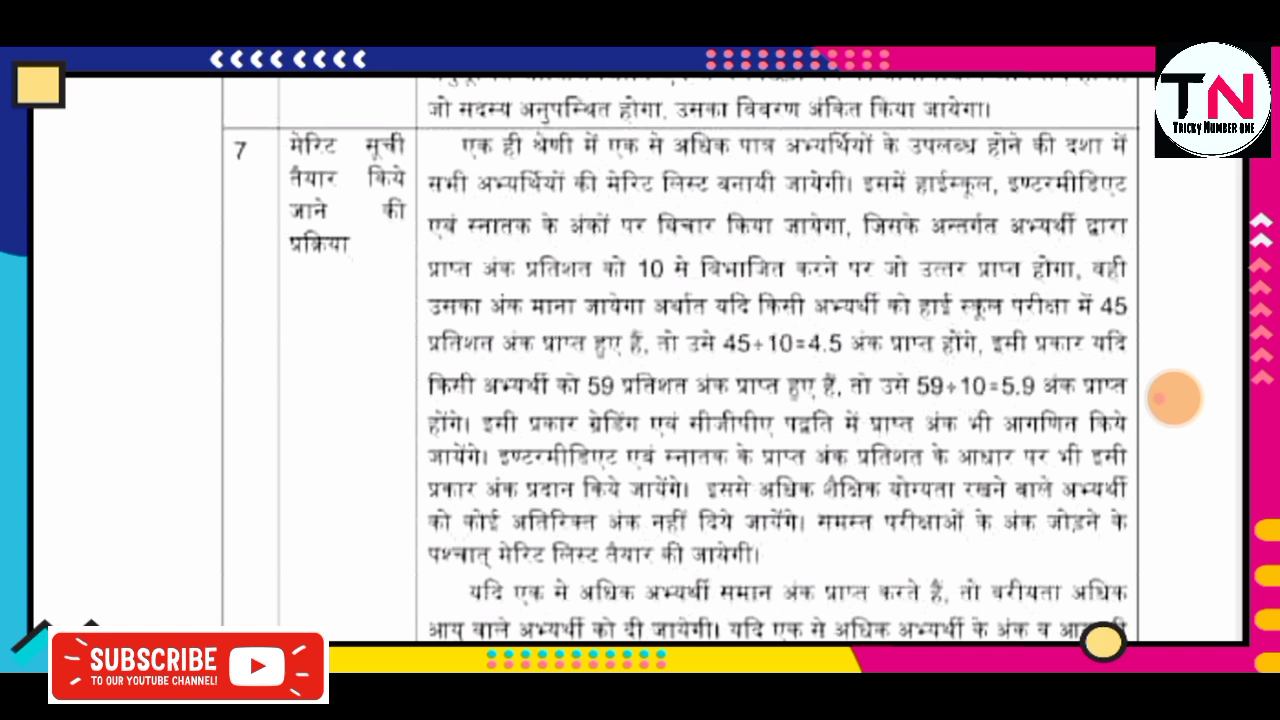 TN
TRICKY NUMBER ONE
जो सदस्य अनुपस्थित होगा, उसका विवरण अंकित किया जायेगा।
7
मेरिट सूची
तैयार किये
जाने की
प्रक्रिया
एक ही श्रेणी में एक से अधिक पात्र अभ्यर्थियों के उपलब्ध होने की दशा में
सभी अभ्यर्थियों की मेरिट लिस्ट बनायी जायेगी। इसमें हाईस्कूल, इण्टरमीडिएट
एवं स्नातक के अंकों पर विचार किया जायेगा, जिसके अन्तर्गत अभ्यर्थी द्वारा
प्राप्त अंक प्रतिशत को 10 से विभाजित करने पर जो उत्तर प्राप्त होगा, वही
उसका अंक माना जायेगा अर्थात यदि किसी अभ्यर्थी को हाई स्कूल परीक्षा में 45
प्रतिशत अंक प्राप्त हुए हैं, तो उसे 45÷10=4.5 अंक प्राप्त होंगे, इसी प्रकार यदि
किसी अभ्यर्थी को 59 प्रतिशत अंक प्राप्त हुए हैं, तो उसे 59÷10=5.9 अंक प्राप्त
होंगे। इसी प्रकार ग्रेडिंग एवं सीजीपीए पद्वति में प्राप्त अंक भी आगणित किये
जायेंगे। इण्टरमीडिएट एवं स्नातक के प्राप्त अंक प्रतिशत के आधार पर भी इसी
प्रकार अंक प्रदान किये जायेंगे। इससे अधिक शैक्षिक योग्यता रखने वाले अभ्यर्थी
को कोई अतिरिक्त अंक नहीं दिये जायेंगे। समस्त परीक्षाओं के अंक जोड़ने के
पश्चात् मेरिट लिस्ट तैयार की जायेगी।
यदि एक से अधिक अभ्यर्थी समान अंक प्राप्त करते हैं, तो वरीयता अधिक
आयु वाले अभ्यर्थी को दी जायेगी। यदि एक से अधिक अभ्यर्थी के अंक व
SUBSCRIBE
TO OUR YOUTUBE CHANNEL!